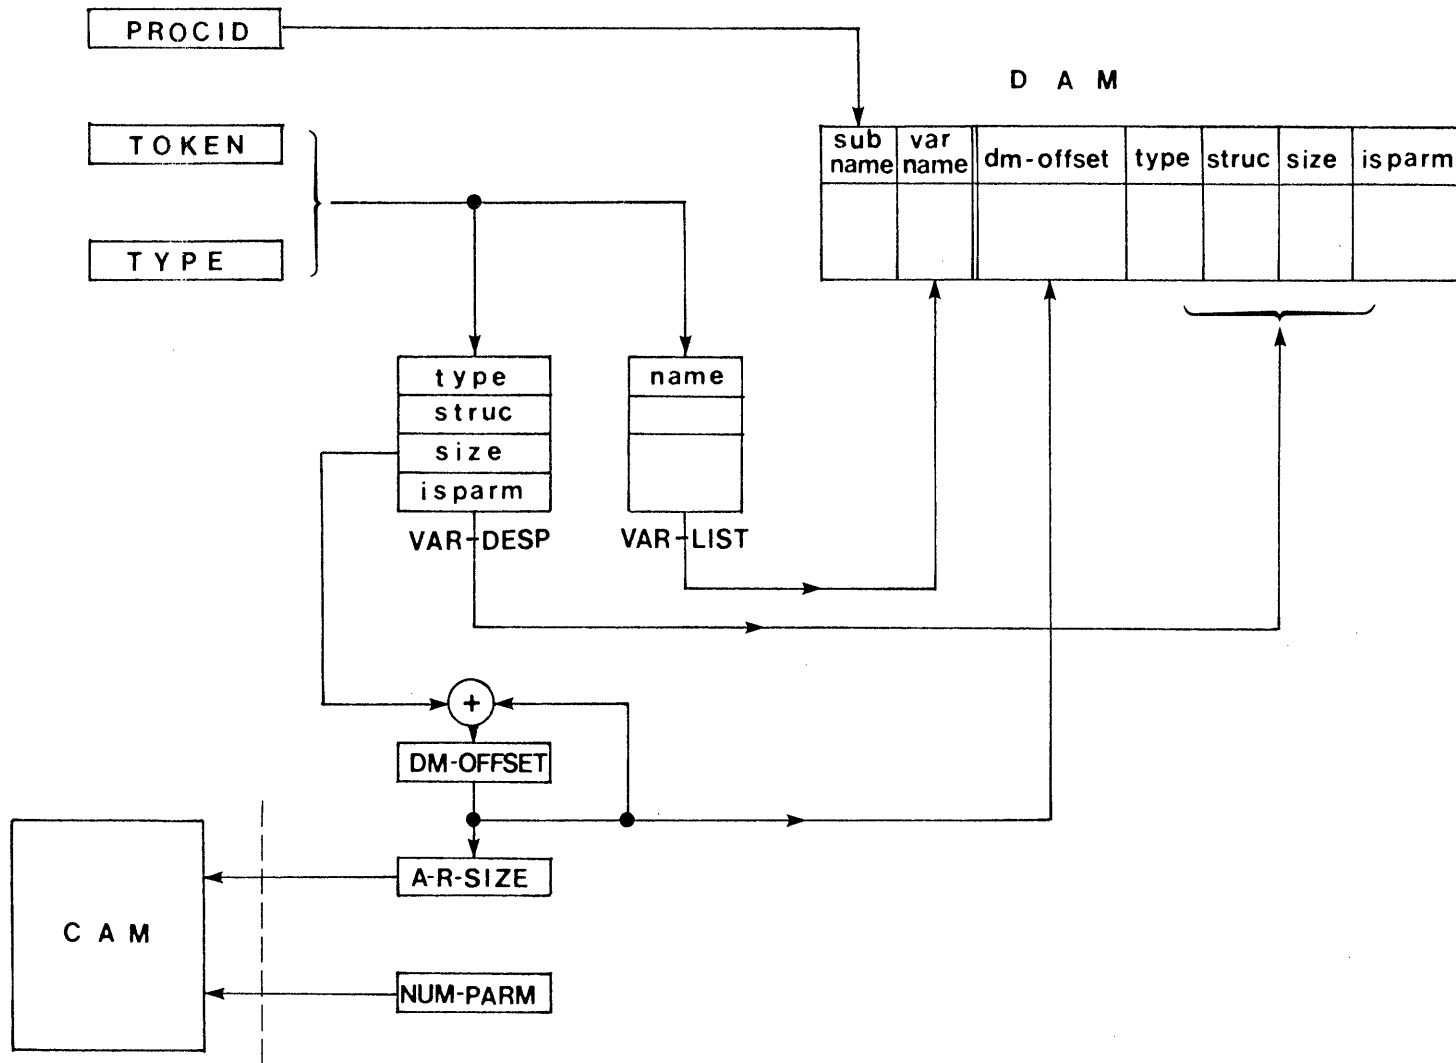 PROCID
D A M
TOKEN
TYPE
sub name
var name
dm-offset
type
struc
size
isparm
type
struc
size
isparm
VAR-DESP
name
VAR-LIST
+
DM-OFFSET
A-R-SIZE
C A M
NUM-PARM